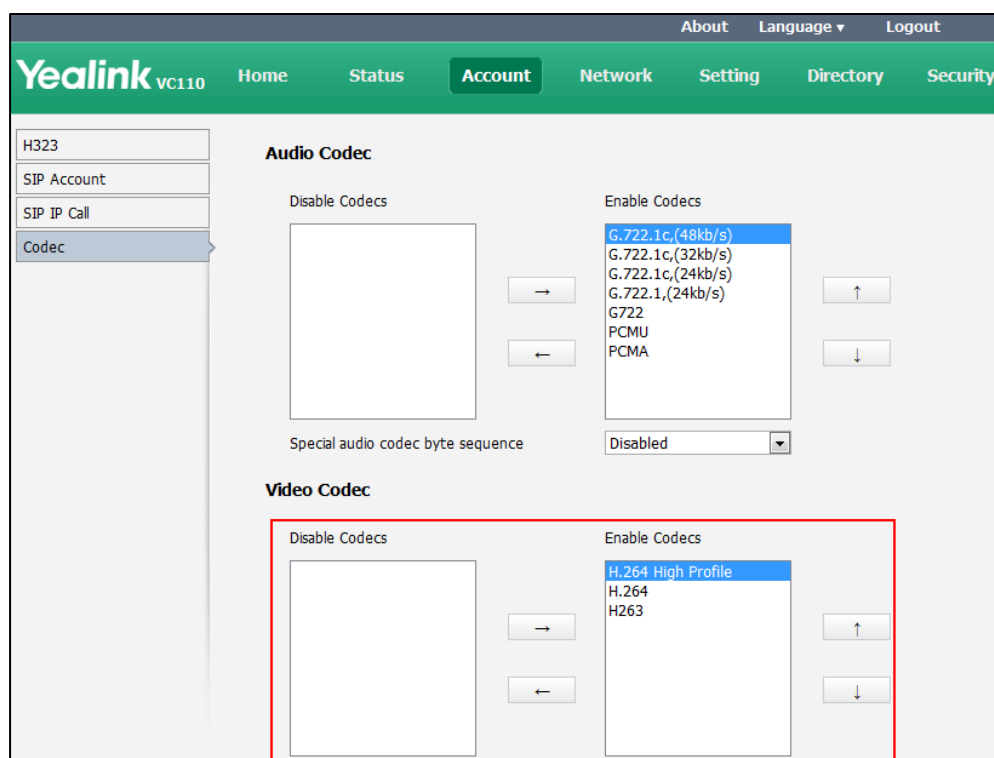 About Language ▾ Logout
Yealink VC110 Home Status Account Network Setting Directory Security
H323
SIP Account
SIP IP Call
Codec
Audio Codec
Disable Codecs Enable Codecs
G.722.1c,(48kb/s)
G.722.1c,(32kb/s)
G.722.1c,(24kb/s)
G.722.1,(24kb/s)
G722
PCMU
PCMA
→
←
↑
↓
Special audio codec byte sequence Disabled
Video Codec
Disable Codecs Enable Codecs
H.264 High Profile
H.264
H263
→
←
↑
↓